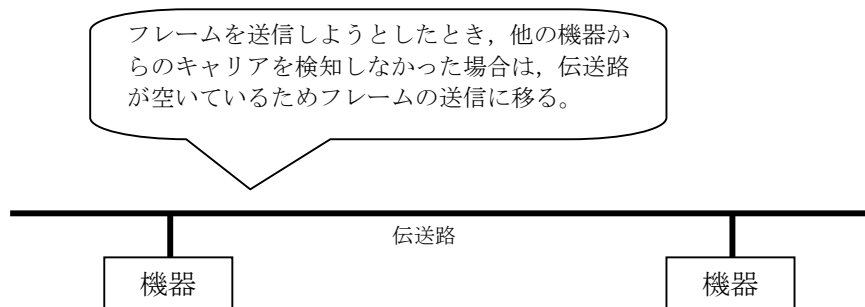 フレームを送信しようとしたとき，他の機器か
らのキャリアを検知しなかった場合は，伝送路
が空いているためフレームの送信に移る。
伝送路
機器
機器